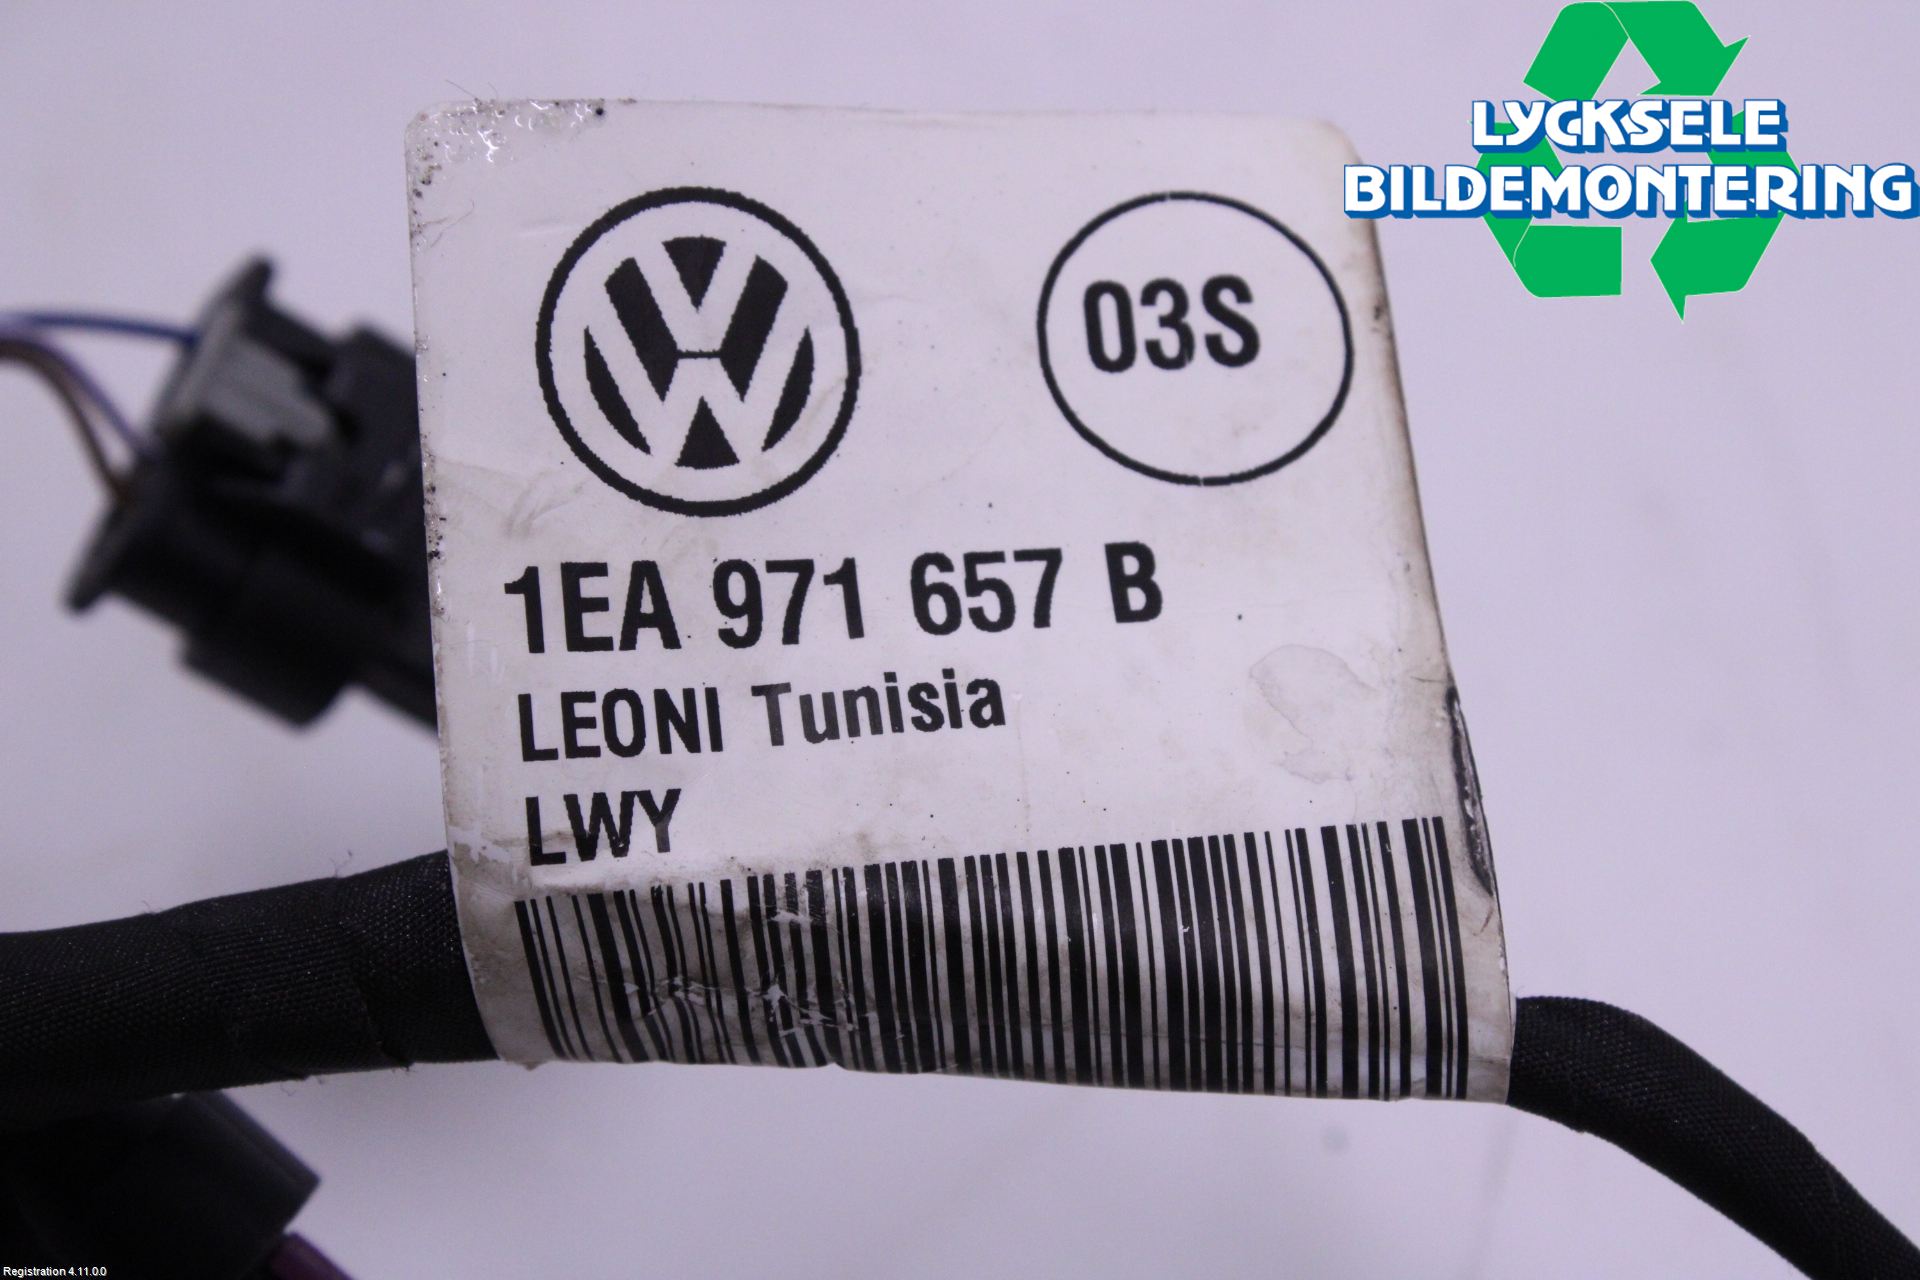 LYCKSELE
BILDEMONTERING
03S
1EA 971 657 B
LEONI Tunisia
LWY
Registration 4.11.0.0